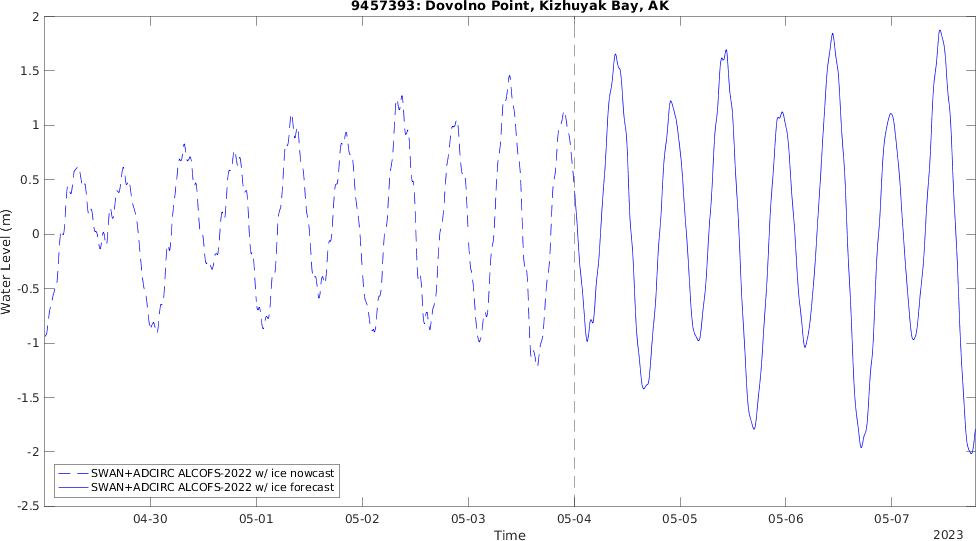 9457393: Dovolno Point, Kizhuyak Bay, AK
2
1.5
1
0.5
0
-0.5
-1
-1.5
-2
-2.5
Water Level (m)
SWAN+ADCIRC ALCOFS-2022 w/ ice nowcast
SWAN+ADCIRC ALCOFS-2022 w/ ice forecast
04-30 05-01 05-02 05-03 05-04 05-05 05-06 05-07
Time
2023